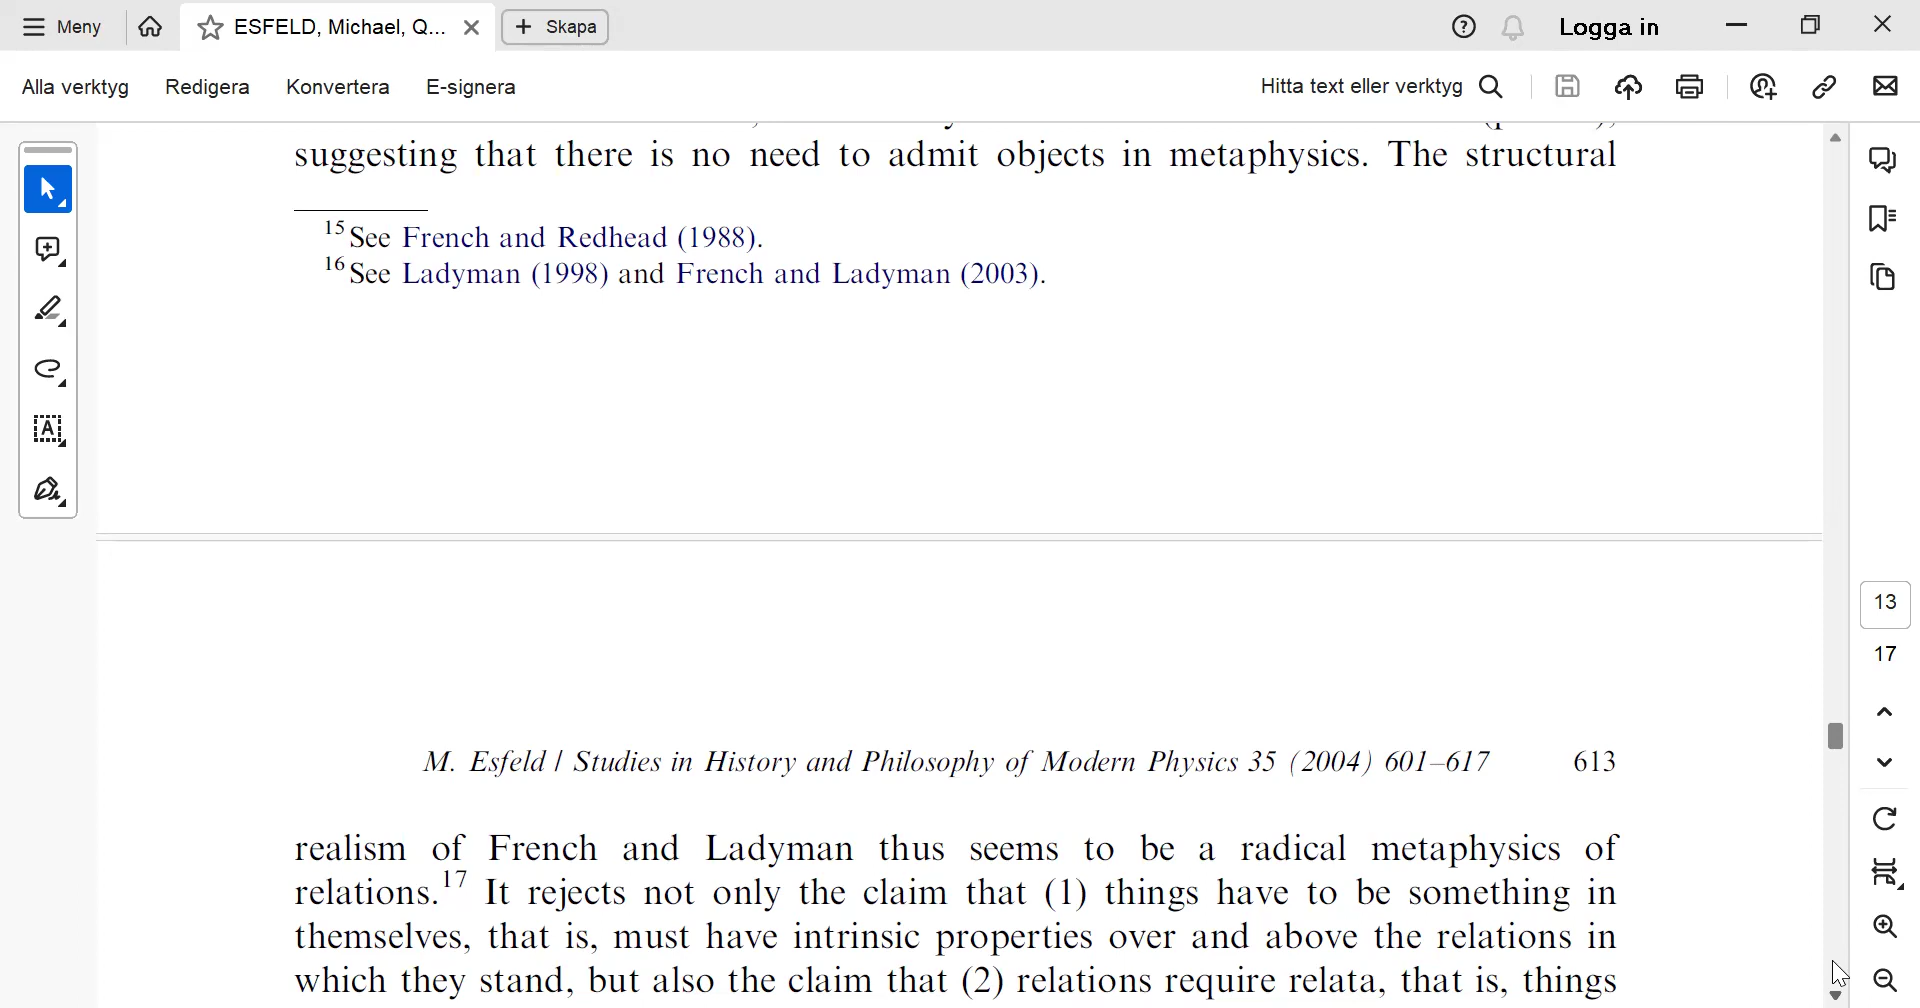 Meny
ESFELD, Michael, Q...
Skapa
Logga in
Alla verktyg
Redigera
Konvertera
E-signera
Hitta text eller verktyg
suggesting that there is no need to admit objects in metaphysics. The structural
15 See French and Redhead (1988).
16 See Ladyman (1998) and French and Ladyman (2003).
M. Esfeld / Studies in History and Philosophy of Modern Physics 35 (2004) 601–617 613
realism of French and Ladyman thus seems to be a radical metaphysics of
relations.17 It rejects not only the claim that (1) things have to be something in
themselves, that is, must have intrinsic properties over and above the relations in
which they stand, but also the claim that (2) relations require relata, that is, things
13
17